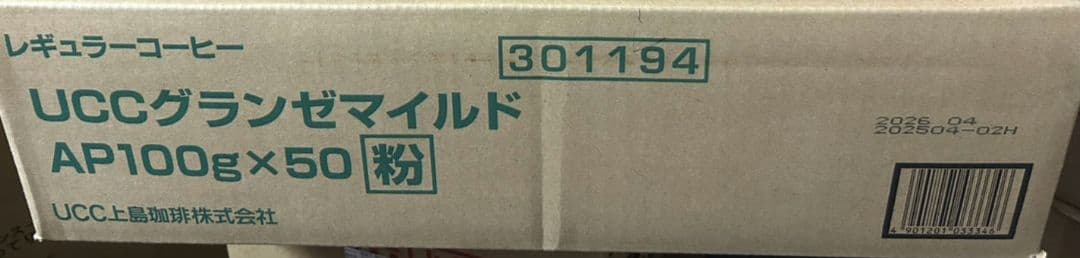 レギュラーコーヒー
301194
UCCグランゼマイルド
AP100g×50 粉
UCC上島珈琲株式会社
2026 04
202504-02H
4 901201 033346